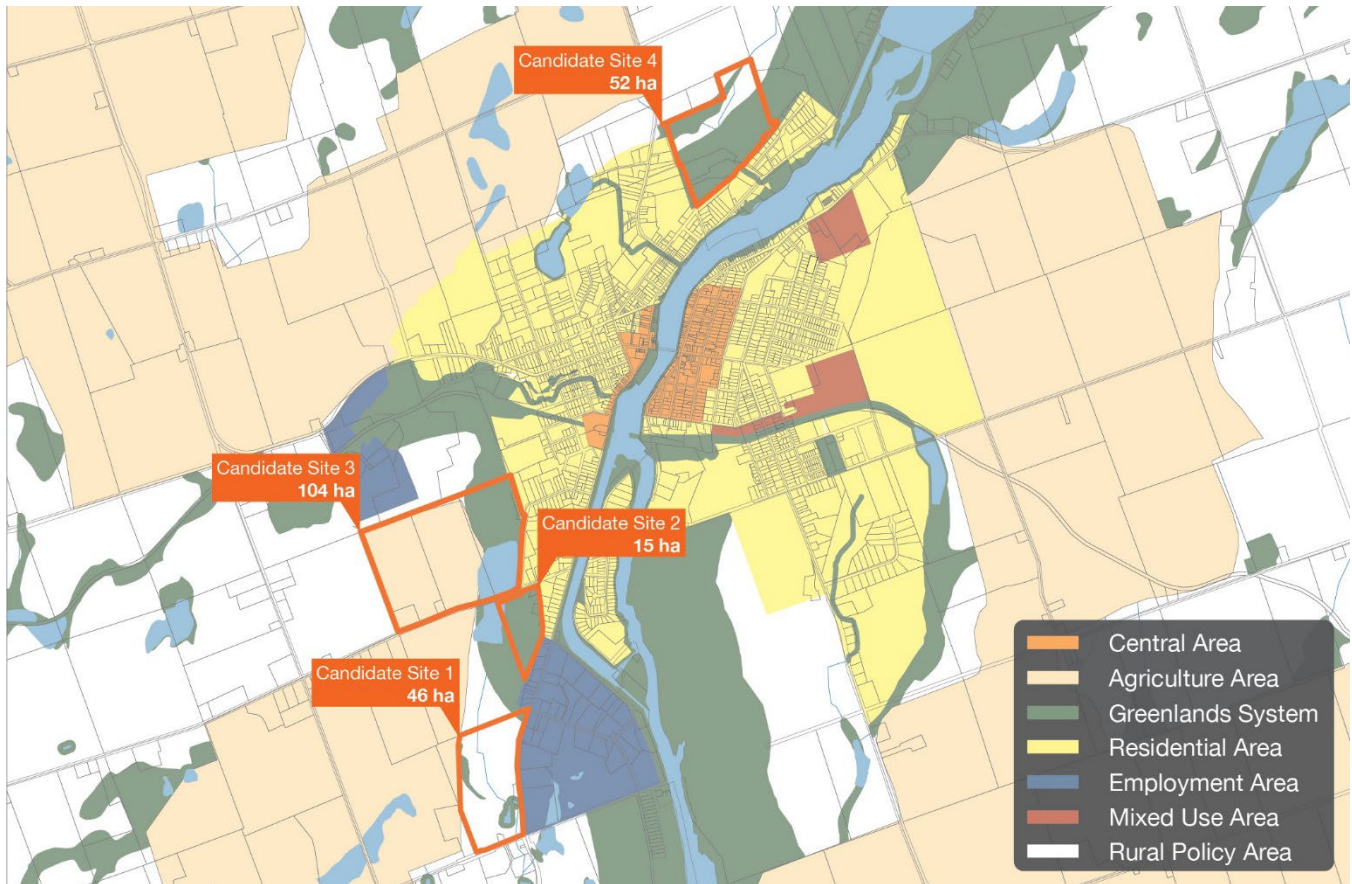 Candidate Site 4
52 ha
Candidate Site 3
104 ha
Candidate Site 2
15 ha
Candidate Site 1
46 ha
Central Area
Agriculture Area
Greenlands System
Residential Area
Employment Area
Mixed Use Area
Rural Policy Area